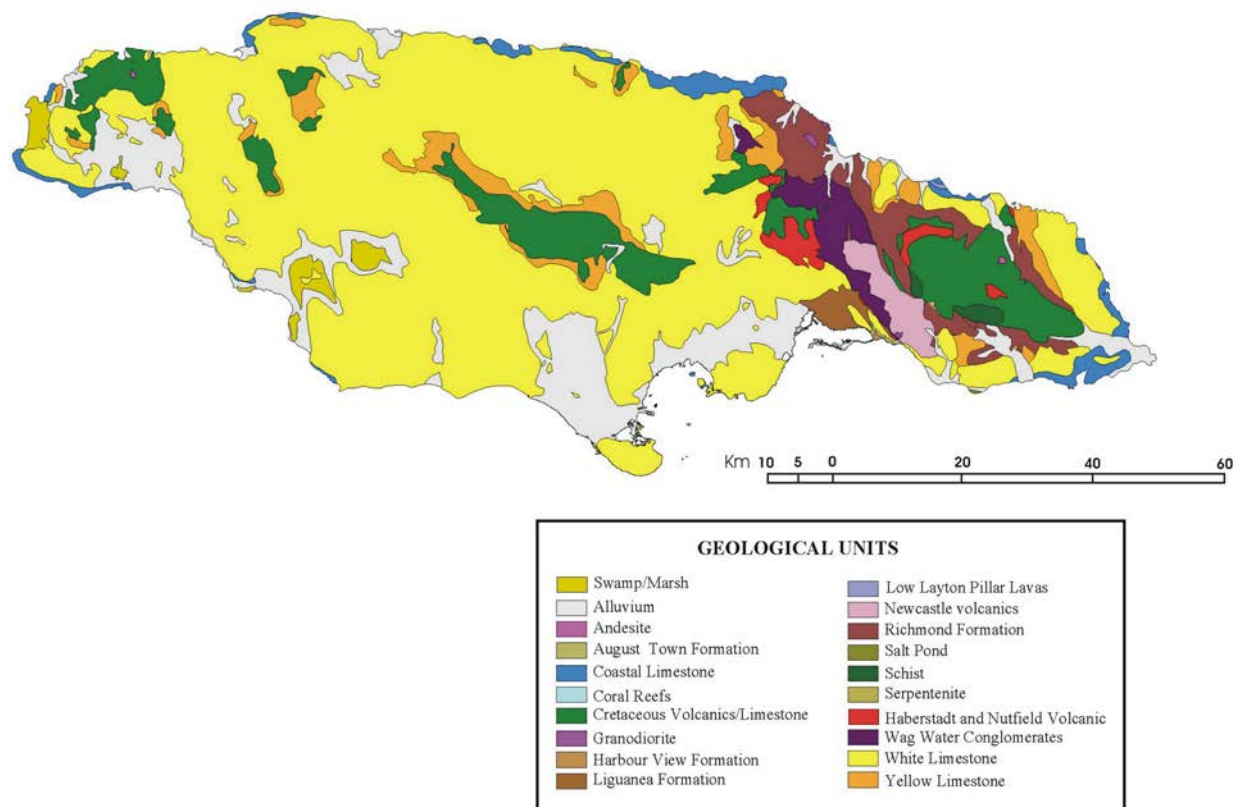 Km 10 5 0 20 40 60
GEOLOGICAL UNITS
Swamp/Marsh
Alluvium
Andesite
August Town Formation
Coastal Limestone
Coral Reefs
Cretaceous Volcanics/Limestone
Granodiorite
Harbour View Formation
Liguanea Formation
Low Layton Pillar Lavas
Newcastle volcanics
Richmond Formation
Salt Pond
Schist
Serpentenite
Haberstadt and Nutfield Volcanic
Wag Water Conglomerates
White Limestone
Yellow Limestone